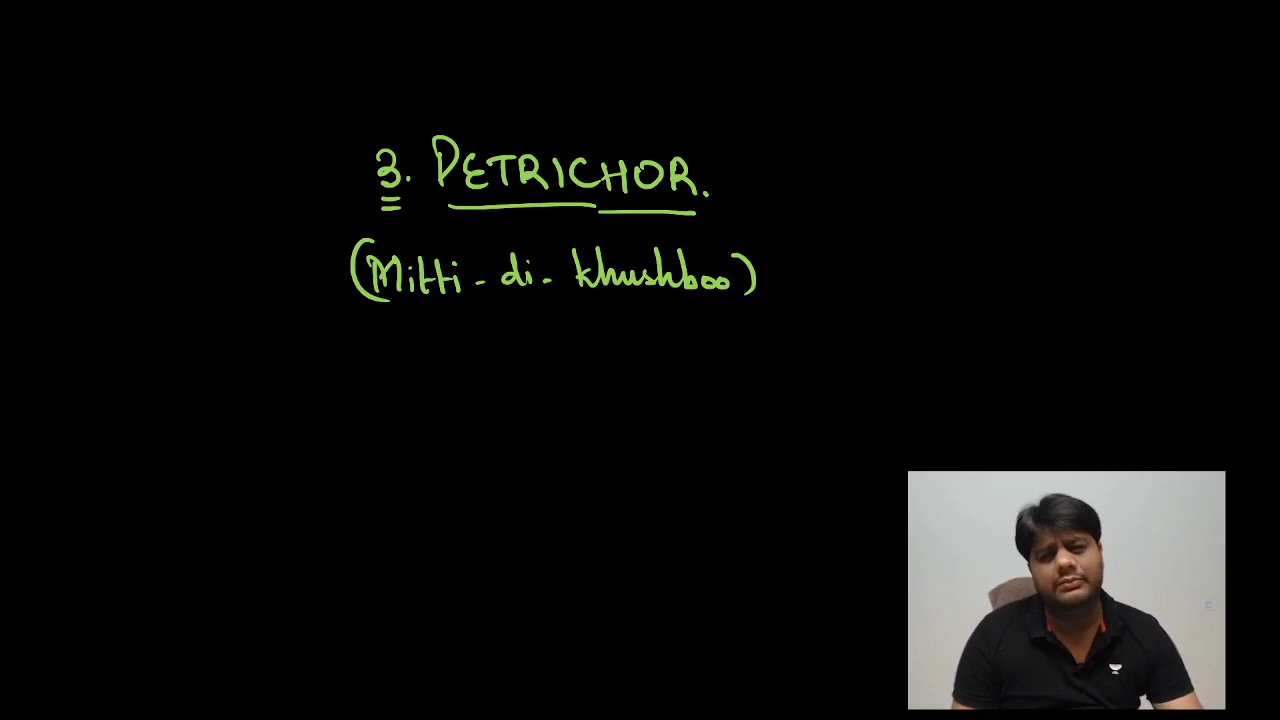 3. PETRICHOR.
(Mitti - di - khushboo)